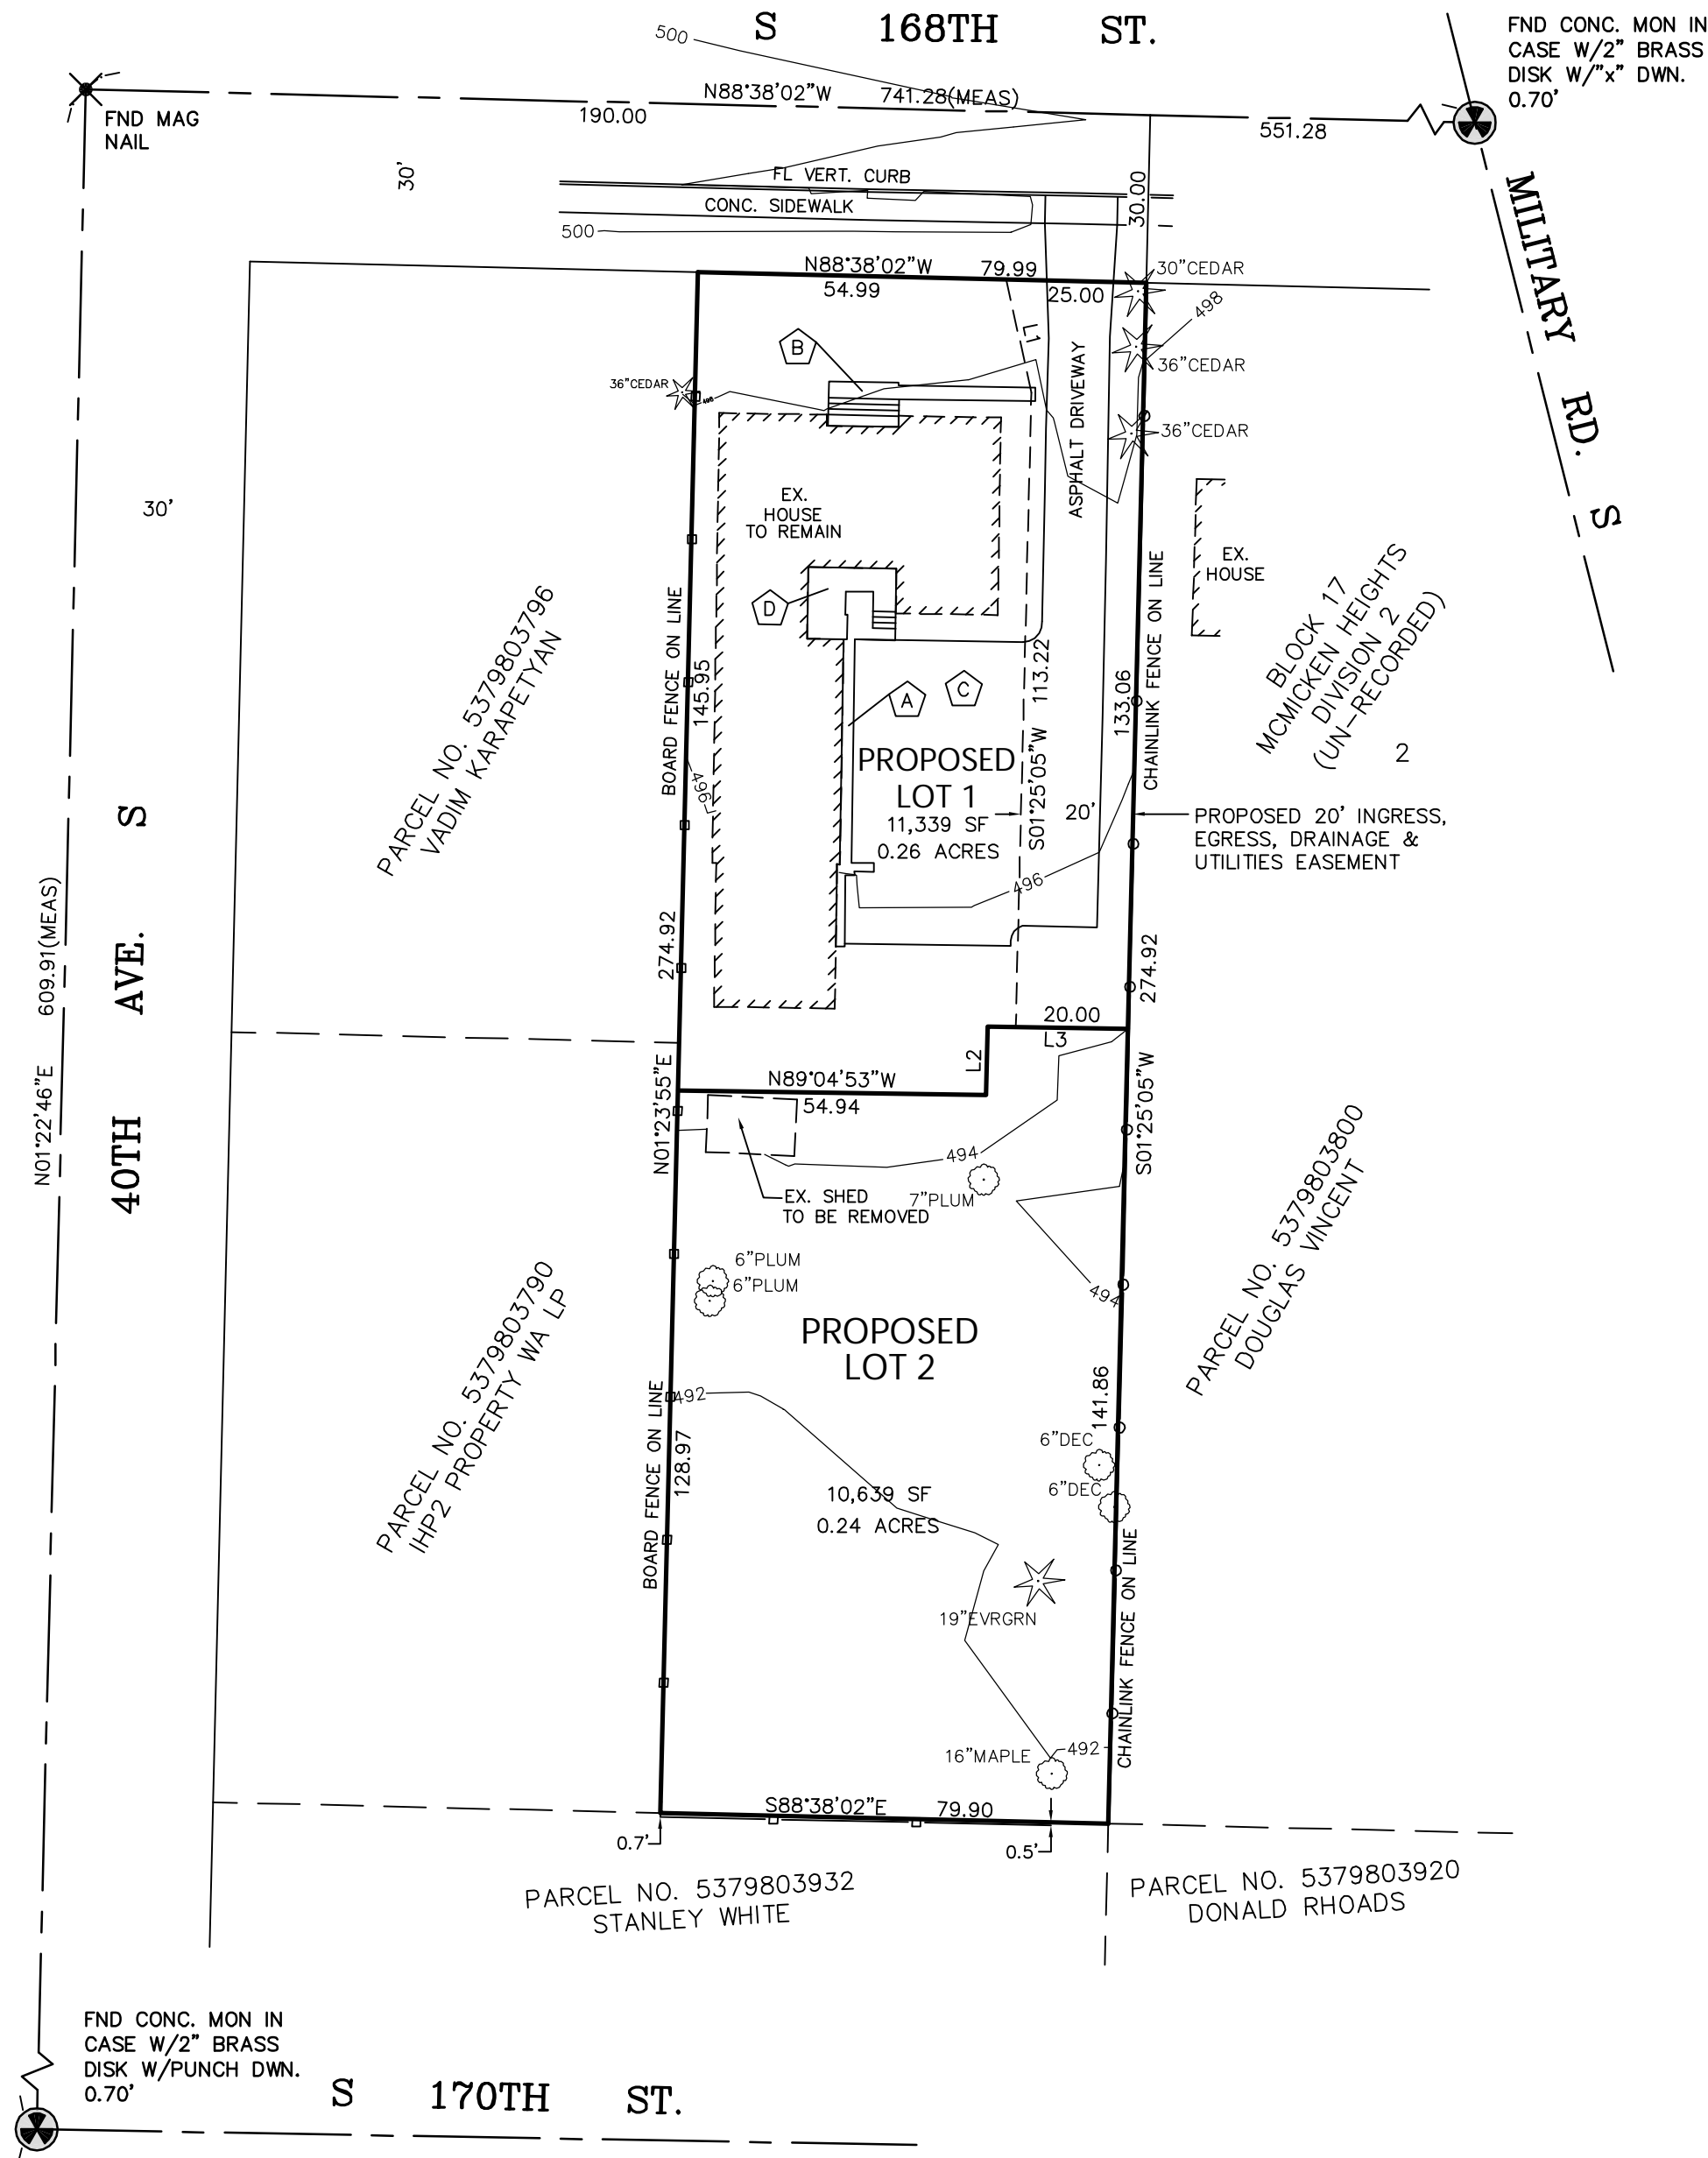 S 168TH ST.
FND CONC. MON IN
CASE W/2" BRASS
DISK W/"x" DWN.
0.70'
500
N88°38'02"W 741.28(MEAS)
190.00
551.28
FND MAG
NAIL
30'
FL VERT. CURB
CONC. SIDEWALK
500
30.00
MILITARY RD. S
N88°38'02"W 79.99
54.99
25.00
30"CEDAR
498
L1
B
36"CEDAR
36"CEDAR
498
36"CEDAR
ASPHALT DRIVEWAY
30'
EX.
HOUSE
TO REMAIN
EX.
HOUSE
D
BOARD FENCE ON LINE
145.95
A
C
S01°25'05"W 113.22
133.06
CHAINLINK FENCE ON LINE
BLOCK 17
MCMICKEN HEIGHTS
DIVISION 2
(UN-RECORDED)
2
PARCEL NO. 5379803796
VADIM KARAPETYAN
496
PROPOSED
LOT 1
11,339 SF
0.26 ACRES
20'
PROPOSED 20' INGRESS,
EGRESS, DRAINAGE &
UTILITIES EASEMENT
496
40TH AVE. S
N01°22'46"E 609.91(MEAS)
274.92
274.92
20.00
L3
L2
N89°04'53"W
54.94
N01°23'55"E
S01°25'05"W
494
7"PLUM
EX. SHED
TO BE REMOVED
6"PLUM
6"PLUM
494
PARCEL NO. 5379803800
DOUGLAS VINCENT
PROPOSED
LOT 2
PARCEL NO. 5379803790
IHP2 PROPERTY WA LP
492
BOARD FENCE ON LINE
128.97
141.86
6"DEC
6"DEC
10,639 SF
0.24 ACRES
19"EVRGRN
CHAINLINK FENCE ON LINE
16"MAPLE
492
S88°38'02"E 79.90
0.7'
0.5'
PARCEL NO. 5379803932
STANLEY WHITE
PARCEL NO. 5379803920
DONALD RHOADS
FND CONC. MON IN
CASE W/2" BRASS
DISK W/PUNCH DWN.
0.70'
S 170TH ST.